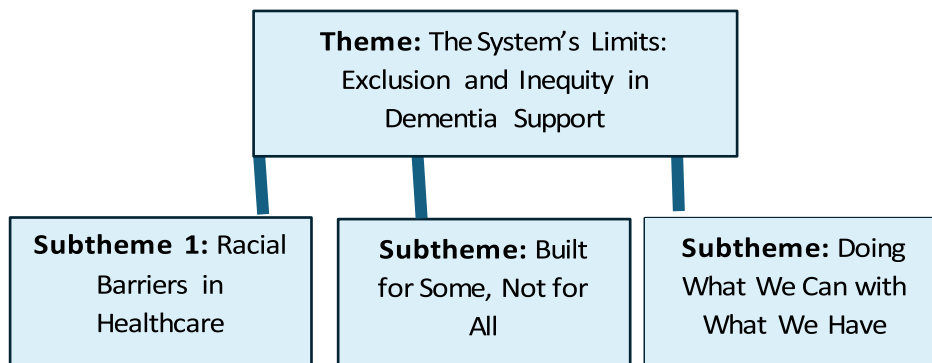 Theme: The System's Limits:
Exclusion and Inequity in
Dementia Support
Subtheme 1: Racial
Barriers in
Healthcare
Subtheme: Built
for Some, Not for
All
Subtheme: Doing
What We Can with
What We Have